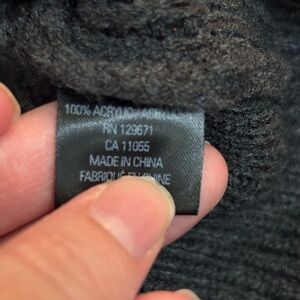 100% ACRYLIC
RN 129671
CA 11055
MADE IN CHINA
FABRIQUÉ EN CHINE